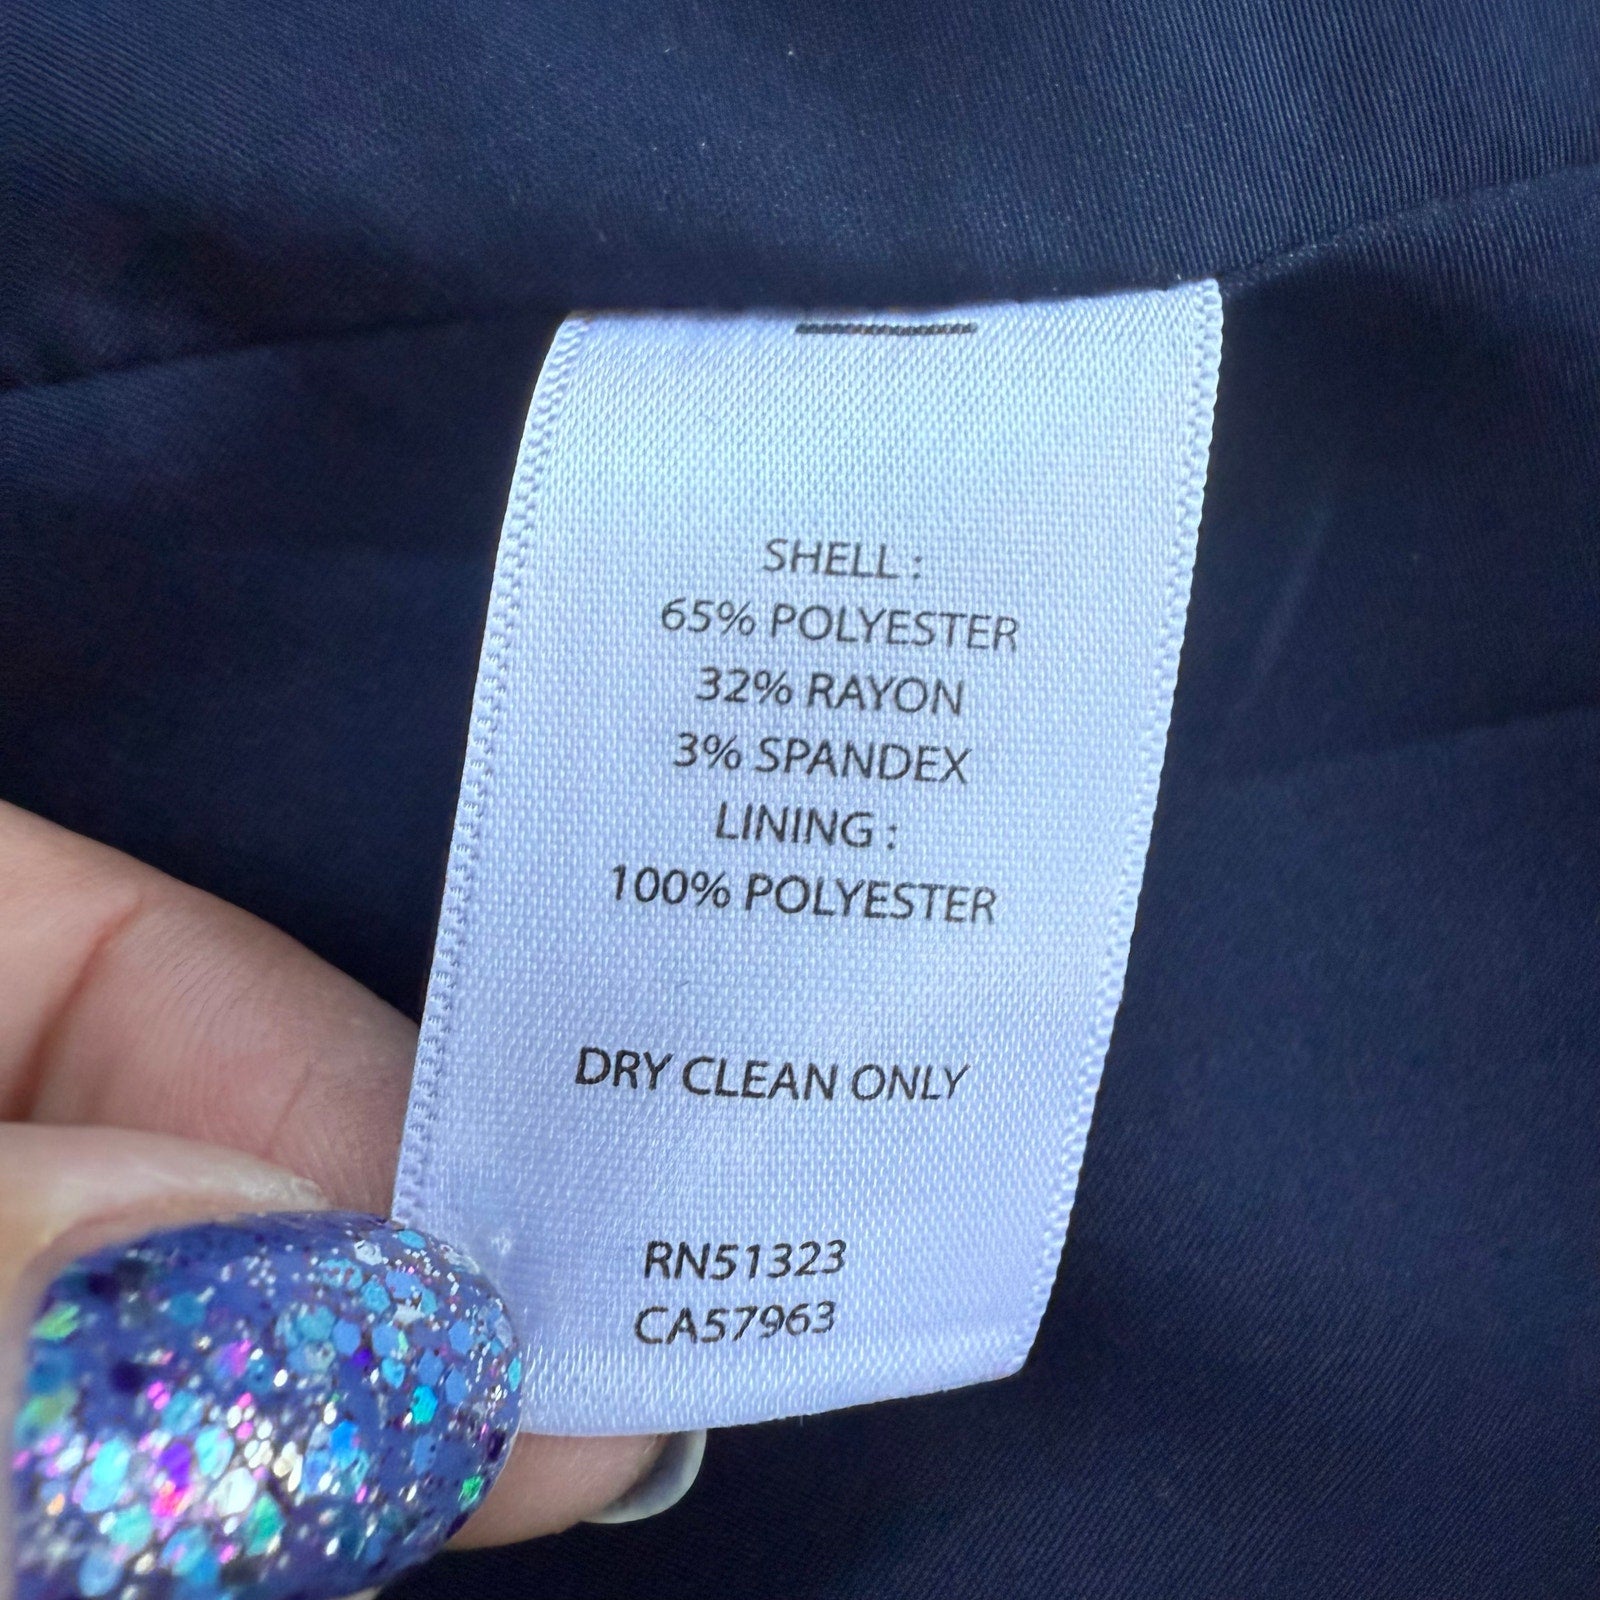 SHELL :
65% POLYESTER
32% RAYON
3% SPANDEX
LINING :
100% POLYESTER
DRY CLEAN ONLY
RN51323
CA57963